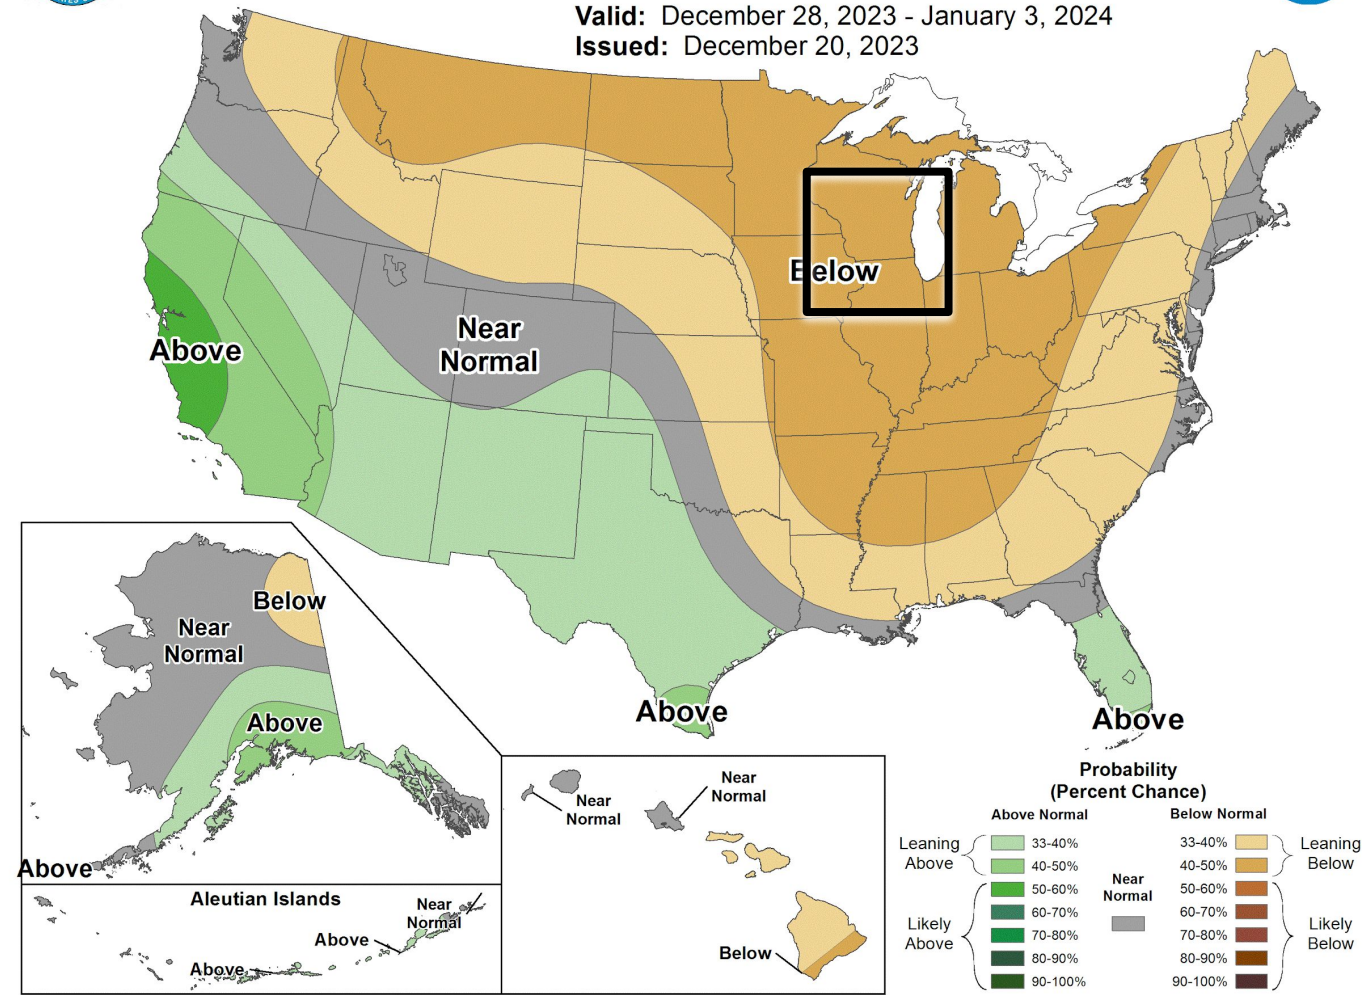 Valid: December 28, 2023 - January 3, 2024
Issued: December 20, 2023
Below
Above
Near
Normal
Above
Above
Below
Near
Normal
Above
Above
Aleutian Islands
Near
Normal
Above
Above
Near
Normal
Near
Normal
Below
Probability
(Percent Chance)
Above Normal
Below Normal
Leaning
Above
33-40%
40-50%
50-60%
60-70%
70-80%
80-90%
90-100%
Likely
Above
Near
Normal
33-40%
40-50%
50-60%
60-70%
70-80%
80-90%
90-100%
Leaning
Below
Likely
Below